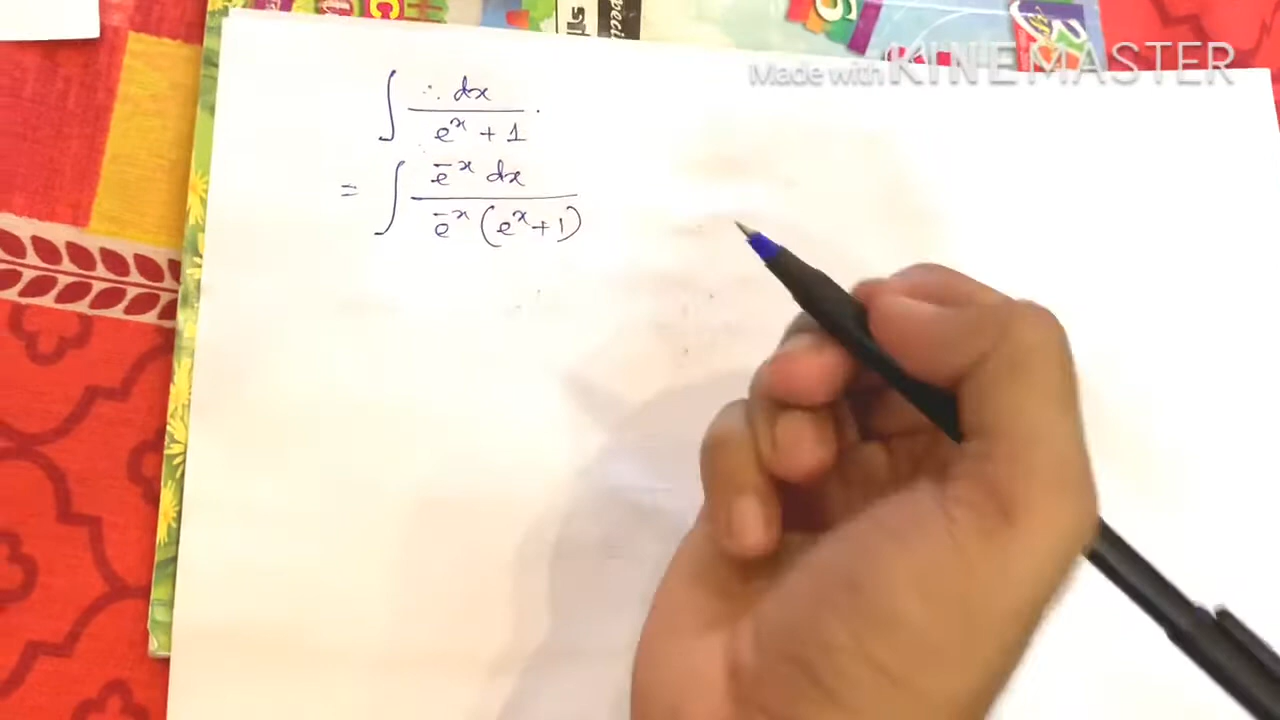 Made with KINEMASTER
∫ dx / (e^x + 1) .
= ∫ e^-x dx / (e^-x (e^x + 1))